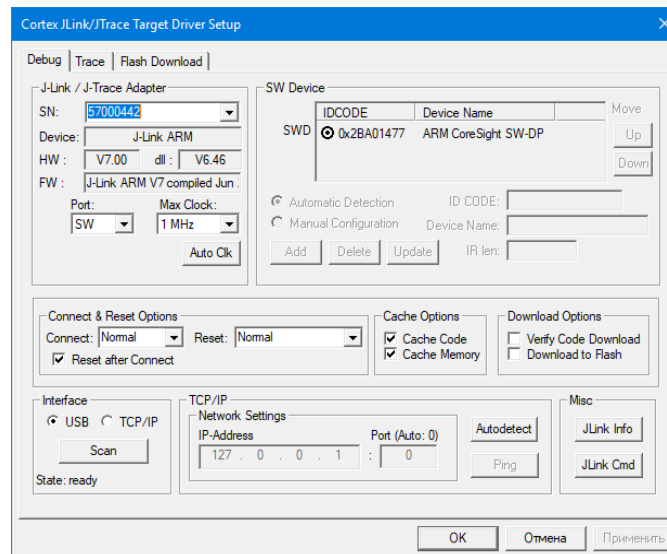 Cortex JLink/JTrace Target Driver Setup
Debug Trace Flash Download
J-Link / J-Trace Adapter
SN: 57000442
Device: J-Link ARM
HW : V7.00 dll : V6.46
FW : J-Link ARM V7 compiled Jun
Port: Max Clock:
SW 1 MHz
Auto Clk
SW Device
IDCODE Device Name Move
SWD 0x2BA01477 ARM CoreSight SW-DP Up
Down
Automatic Detection ID CODE:
Manual Configuration Device Name:
Add Delete Update IR len:
Connect & Reset Options
Connect: Normal Reset: Normal
Reset after Connect
Cache Options
Cache Code
Cache Memory
Download Options
Verify Code Download
Download to Flash
Interface
USB TCP/IP
Scan
State: ready
TCP/IP
Network Settings
IP-Address Port (Auto: 0)
127 . 0 . 0 . 1 : 0
Autodetect
Ping
Misc
JLink Info
JLink Cmd
OK Отмена Применить